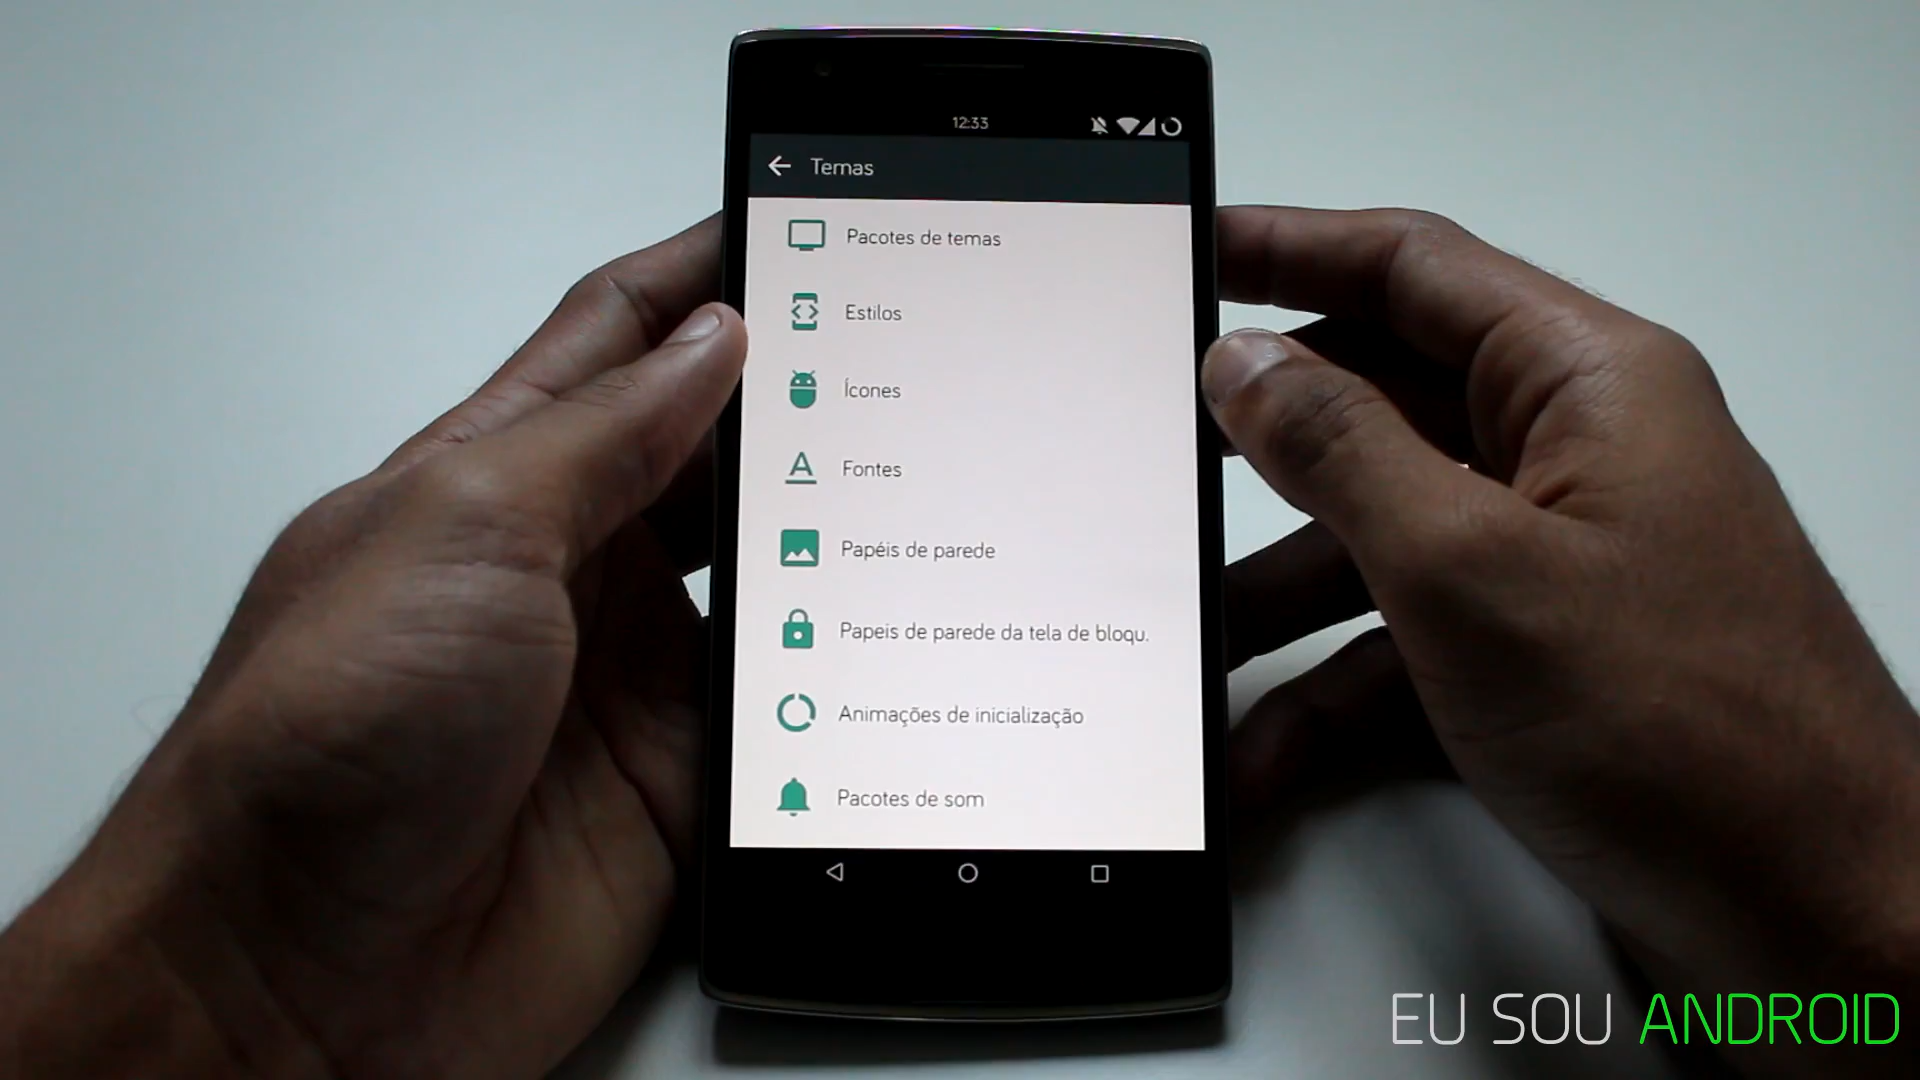 12:33
Temas
Pacotes de temas
Estilos
Ícones
Fontes
Papéis de parede
Papeis de parede da tela de bloqu.
Animações de inicialização
Pacotes de som
EU SOU ANDROID